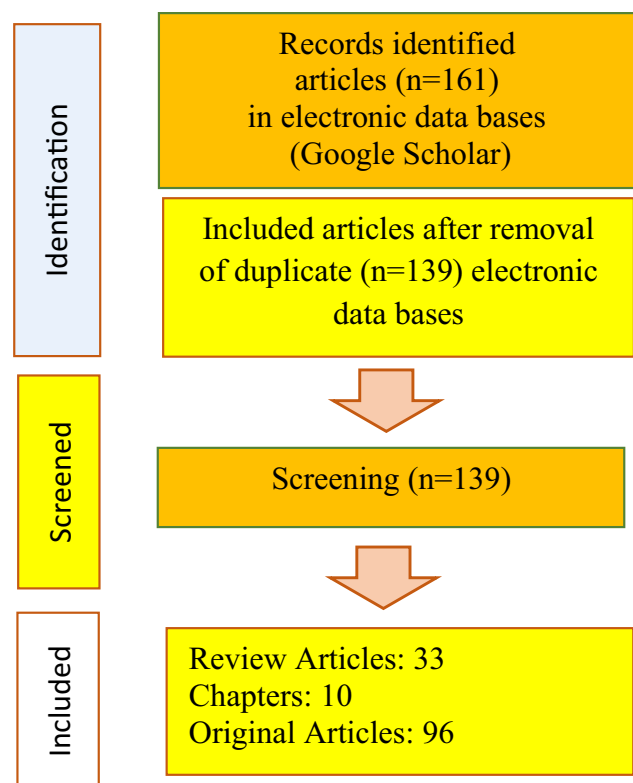 Identification
Records identified
articles (n=161)
in electronic data bases
(Google Scholar)
Included articles after removal
of duplicate (n=139) electronic
data bases
Screened
Screening (n=139)
Included
Review Articles: 33
Chapters: 10
Original Articles: 96